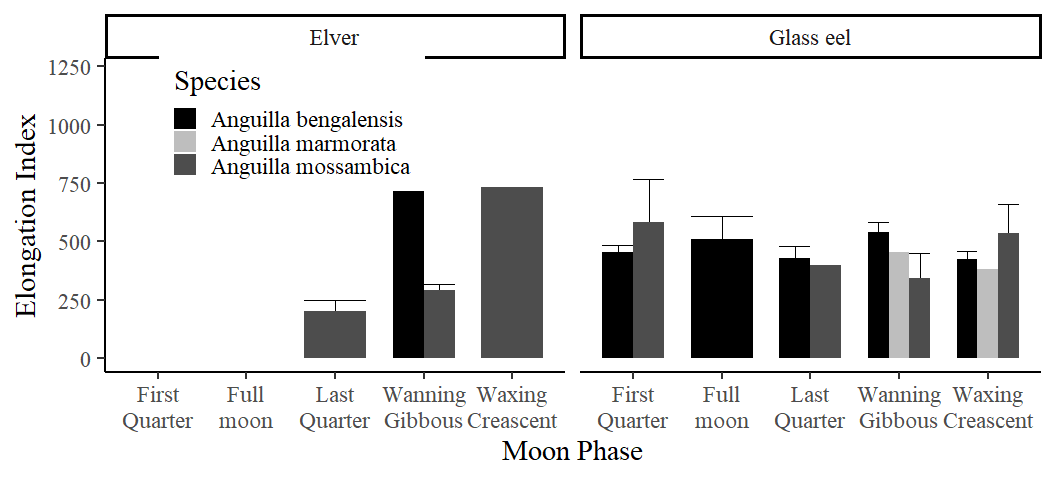 Elver
Glass eel
Elongation Index
1250
1000
750
500
250
0
Species
Anguilla bengalensis
Anguilla marmorata
Anguilla mossambica
First
Quarter
Full
moon
Last
Quarter
Wanning
Gibbous
Waxing
Creascent
First
Quarter
Full
moon
Last
Quarter
Wanning
Gibbous
Waxing
Creascent
Moon Phase